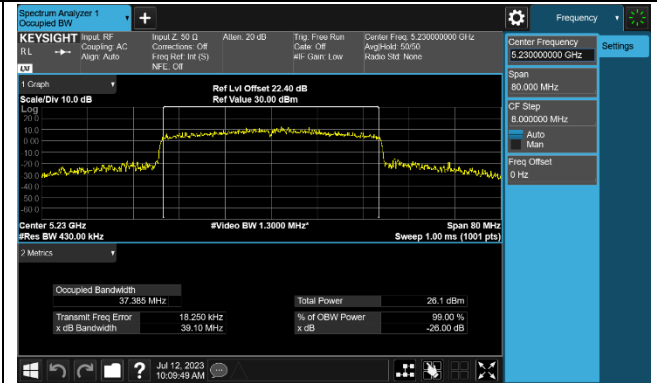 Spectrum Analyzer 1
Occupied BW
Frequency
KEYSIGHT
RL
LXI
Input: RF
Coupling: AC
Align: Auto
Input Z: 50 Ω
Corrections: Off
Freq Ref: Int (S)
NFE: Off
Atten: 20 dB
Trig: Free Run
Gate: Off
#IF Gain: Low
Center Freq: 5.230000000 GHz
Avg|Hold: 50/50
Radio Std: None
Center Frequency
5.230000000 GHz
Settings
Span
80.000 MHz
CF Step
8.000000 MHz
Auto
Man
Freq Offset
0 Hz
1 Graph
Scale/Div 10.0 dB
Ref Lvl Offset 22.40 dB
Ref Value 30.00 dBm
Log
20.0
10.0
0.00
-10.0
-20.0
-30.0
-40.0
-50.0
-60.0
Center 5.23 GHz
#Res BW 430.00 kHz
#Video BW 1.3000 MHz*
Span 80 MHz
Sweep 1.00 ms (1001 pts)
2 Metrics
Occupied Bandwidth
37.385 MHz
Total Power 26.1 dBm
Transmit Freq Error 18.250 kHz
% of OBW Power 99.00 %
x dB Bandwidth 39.10 MHz
x dB -26.00 dB
Jul 12, 2023
10:09:49 AM